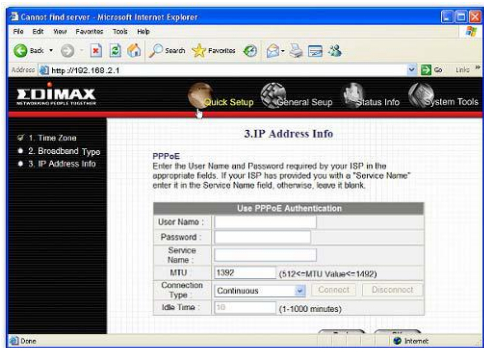 Cannot find server - Microsoft Internet Explorer
File Edit View Favorites Tools Help
Back Search Favorites
Address http://192.168.2.1 Go Links »
EDIMAX
NETWORKING PEOPLE TOGETHER
Quick Setup General Seup Status Info System Tools
1. Time Zone
2. Broadband Type
3. IP Address Info
3.IP Address Info
PPPoE
Enter the User Name and Password required by your ISP in the
appropriate fields. If your ISP has provided you with a "Service Name"
enter it in the Service Name field, otherwise, leave it blank.
Use PPPoE Authentication
User Name :
Password :
Service
Name :
MTU : 1392 (512<=MTU Value<=1492)
Connection
Type : Continuous Connect Disconnect
Idle Time : 10 (1-1000 minutes)
Done Internet